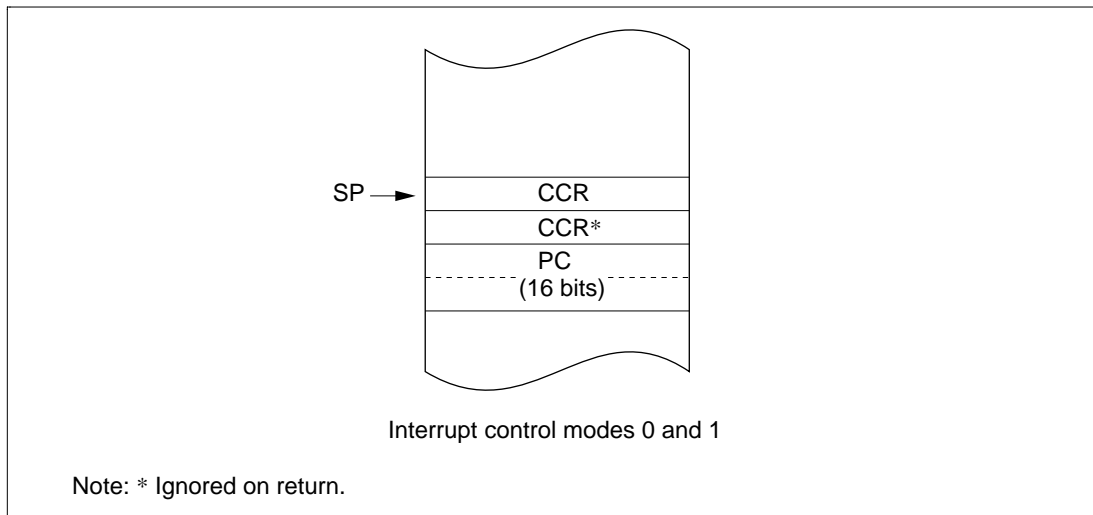 SP
CCR
CCR*
PC
(16 bits)
Interrupt control modes 0 and 1
Note: * Ignored on return.